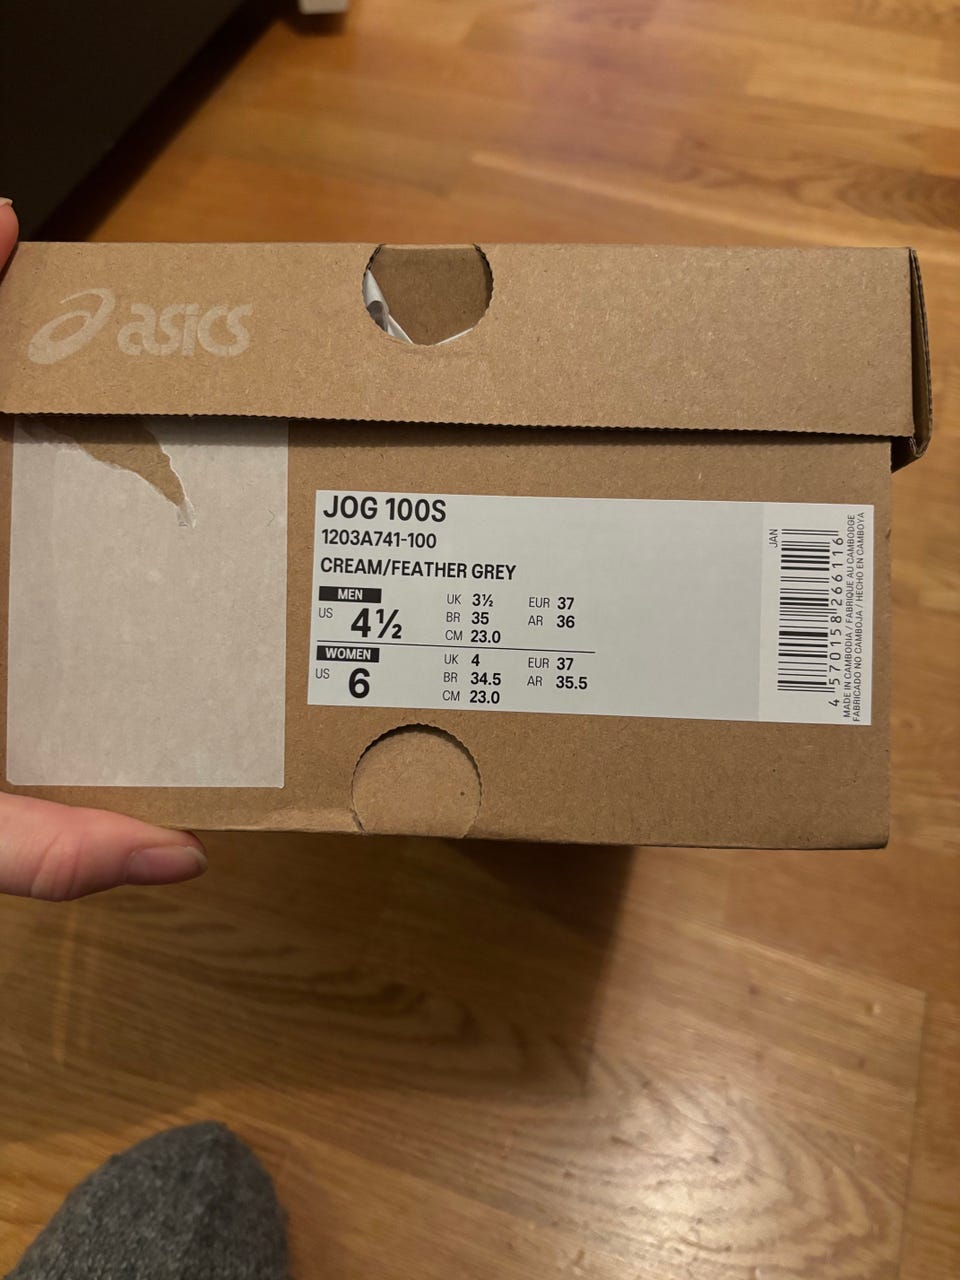 asics
JOG 100S
1203A741-100
CREAM/FEATHER GREY
MEN
US 4½
UK 3½ EUR 37
BR 35 AR 36
CM 23.0
WOMEN
US 6
UK 4 EUR 37
BR 34.5 AR 35.5
CM 23.0
JAN
4 570158 266116
MADE IN CAMBODIA / FABRIQUE AU CAMBODGE
FABRICADO NO CAMBOJA / HECHO EN CAMBOYA